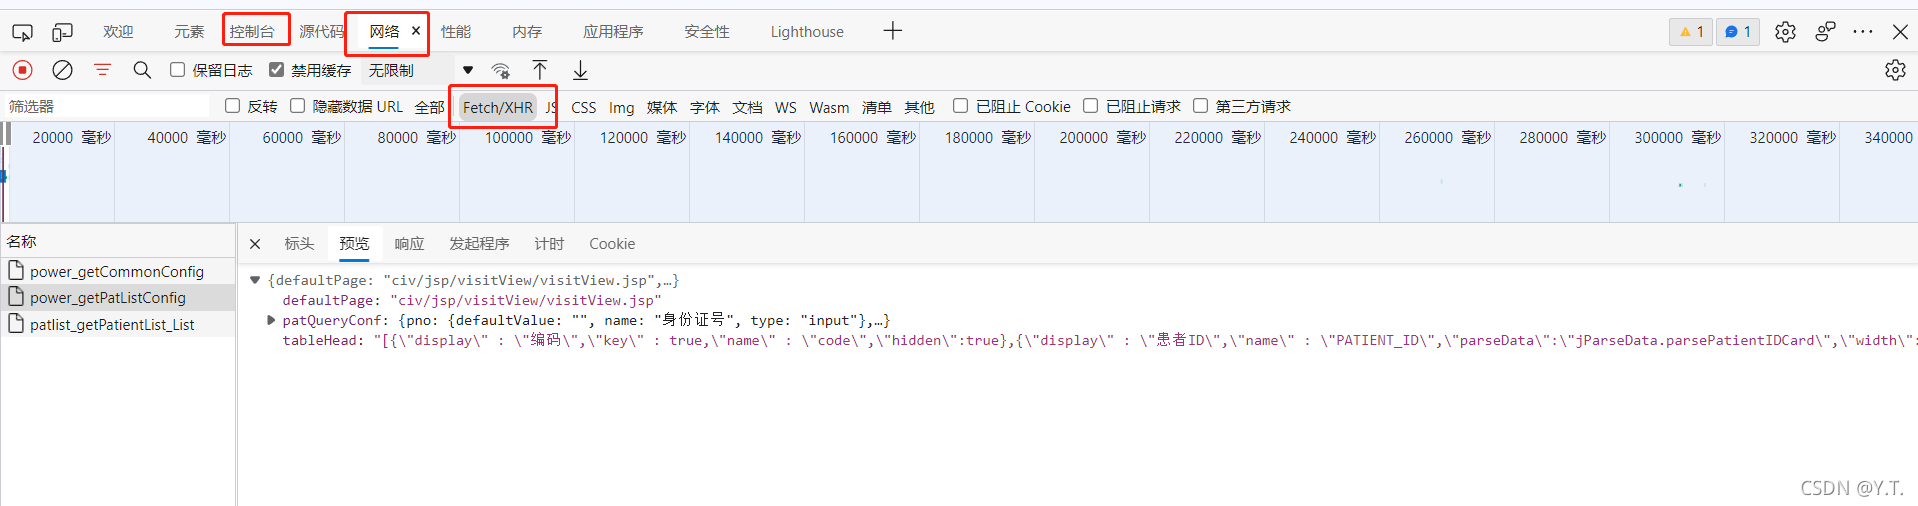 欢迎 元素 控制台 源代码 网络 × 性能 内存 应用程序 安全性 Lighthouse 1 1
保留日志 禁用缓存 无限制
筛选器 反转 隐藏数据 URL 全部 Fetch/XHR JS CSS Img 媒体 字体 文档 WS Wasm 清单 其他 已阻止 Cookie 已阻止请求 第三方请求
20000 毫秒 40000 毫秒 60000 毫秒 80000 毫秒 100000 毫秒 120000 毫秒 140000 毫秒 160000 毫秒 180000 毫秒 200000 毫秒 220000 毫秒 240000 毫秒 260000 毫秒 280000 毫秒 300000 毫秒 320000 毫秒 340000
名称 × 标头 预览 响应 发起程序 计时 Cookie
power_getCommonConfig
power_getPatListConfig
patlist_getPatientList_List
{defaultPage: "civ/jsp/visitView/visitView.jsp",…}
defaultPage: "civ/jsp/visitView/visitView.jsp"
patQueryConf: {pno: {defaultValue: "", name: "身份证号", type: "input"},…}
tableHead: "[{\"display\" : \"编码\",\"key\" : true,\"name\" : \"code\",\"hidden\":true},{\"display\" : \"患者ID\",\"name\" : \"PATIENT_ID\",\"parseData\":\"jParseData.parsePatientIDCard\",\"width\":
CSDN @Y.T.